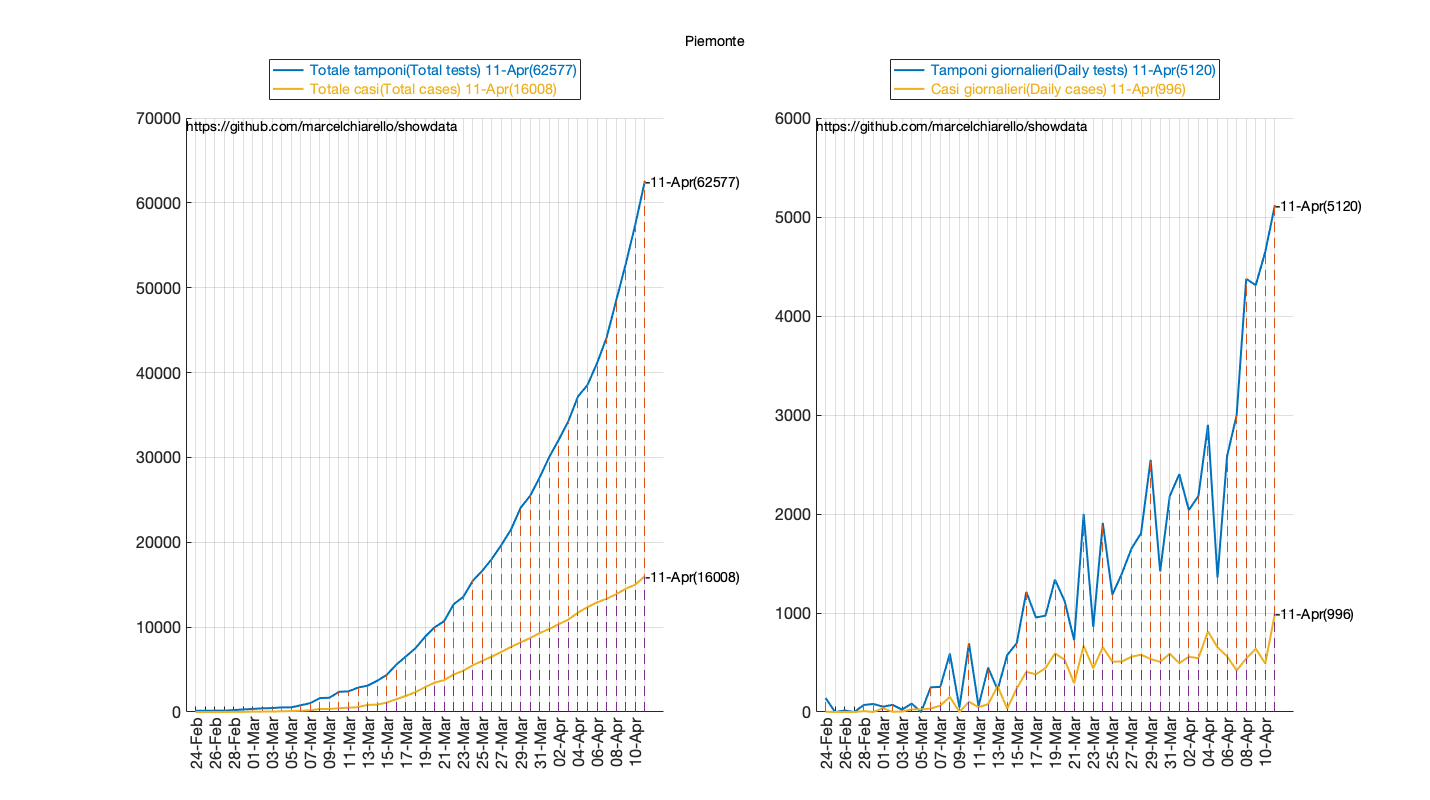 Piemonte
Totale tamponi(Total tests) 11-Apr(62577)
Totale casi(Total cases) 11-Apr(16008)
70000
https://github.com/marcelchiarello/showdata
60000
50000
40000
30000
20000
10000
0
11-Apr(62577)
11-Apr(16008)
24-Feb
26-Feb
28-Feb
01-Mar
03-Mar
05-Mar
07-Mar
09-Mar
11-Mar
13-Mar
15-Mar
17-Mar
19-Mar
21-Mar
23-Mar
25-Mar
27-Mar
29-Mar
31-Mar
02-Apr
04-Apr
06-Apr
08-Apr
10-Apr
Tamponi giornalieri(Daily tests) 11-Apr(5120)
Casi giornalieri(Daily cases) 11-Apr(996)
6000
https://github.com/marcelchiarello/showdata
5000
4000
3000
2000
1000
0
11-Apr(5120)
11-Apr(996)
24-Feb
26-Feb
28-Feb
01-Mar
03-Mar
05-Mar
07-Mar
09-Mar
11-Mar
13-Mar
15-Mar
17-Mar
19-Mar
21-Mar
23-Mar
25-Mar
27-Mar
29-Mar
31-Mar
02-Apr
04-Apr
06-Apr
08-Apr
10-Apr